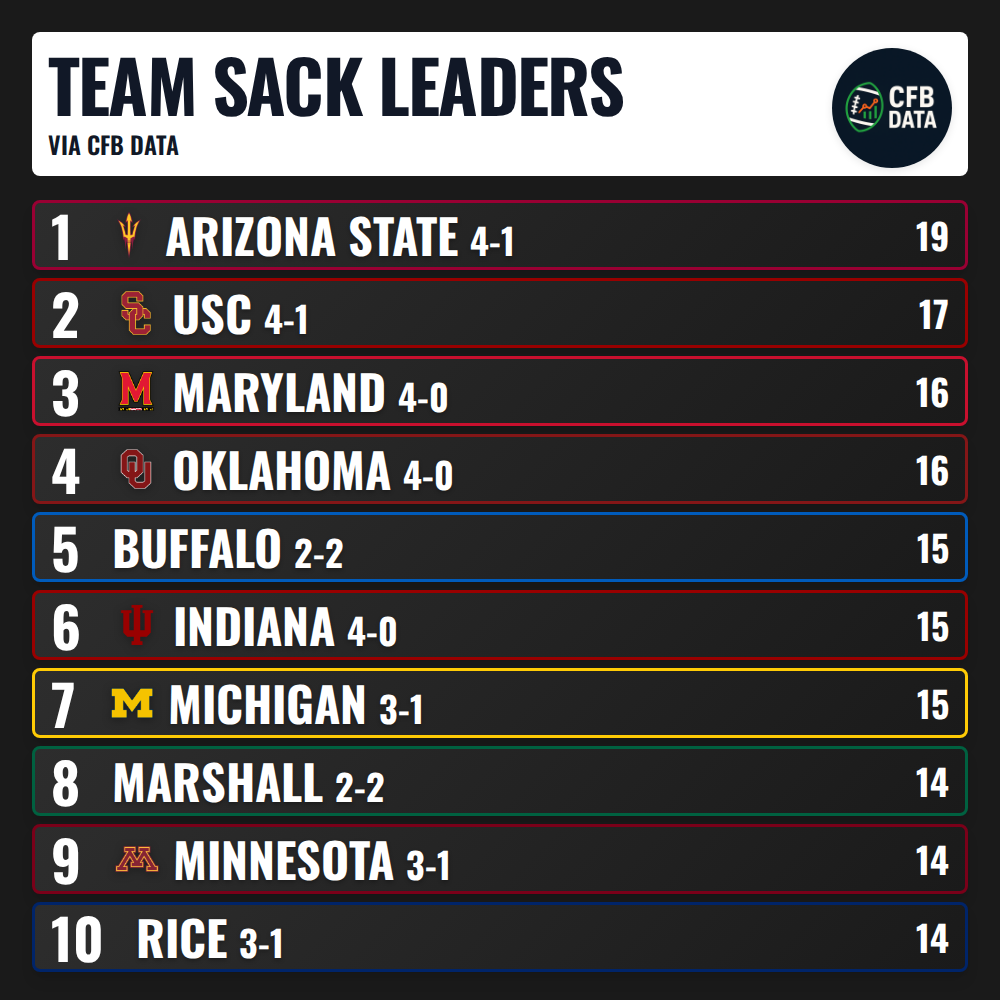 TEAM SACK LEADERS
VIA CFB DATA
CFB
DATA
1 ARIZONA STATE 4-1 19
2 SC USC 4-1 17
3 M MARYLAND 4-0 16
4 OU OKLAHOMA 4-0 16
5 BUFFALO 2-2 15
6 INDIANA 4-0 15
7 M MICHIGAN 3-1 15
8 MARSHALL 2-2 14
9 M MINNESOTA 3-1 14
10 RICE 3-1 14